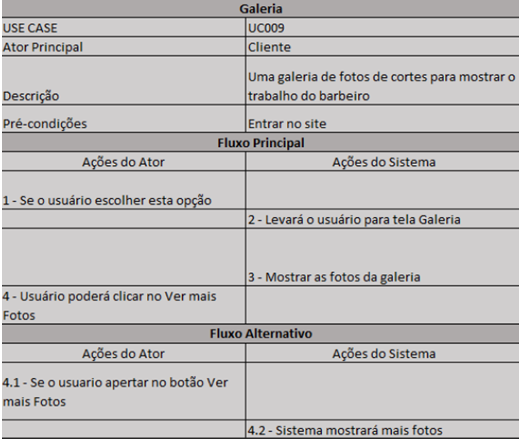 Galeria
USE CASE
UC009
Ator Principal
Cliente
Descrição
Uma galeria de fotos de cortes para mostrar o
trabalho do barbeiro
Pré-condições
Entrar no site
Fluxo Principal
Ações do Ator
Ações do Sistema
1 - Se o usuário escolher esta opção
2 - Levará o usuário para tela Galeria
3 - Mostrar as fotos da galeria
4 - Usuário poderá clicar no Ver mais
Fotos
Fluxo Alternativo
Ações do Ator
Ações do Sistema
4.1 - Se o usuario apertar no botão Ver
mais Fotos
4.2 - Sistema mostrará mais fotos